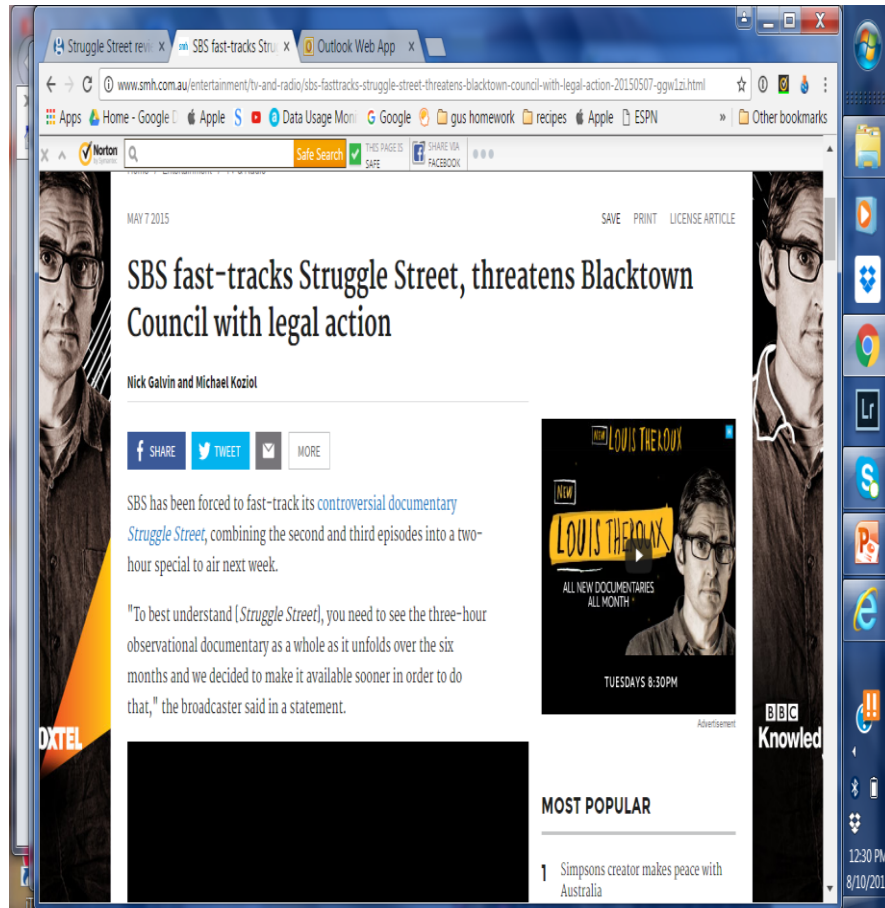 Struggle Street revi
SBS fast-tracks Stru
Outlook Web App
www.smh.com.au/entertainment/tv-and-radio/sbs-fasttracks-struggle-street-threatens-blacktown-council-with-legal-action-20150507-ggw1zi.html
Apps Home - Google Apple S Data Usage Moni Google gus homework recipes Apple ESPN » Other bookmarks
Norton
by Symantec
Safe Search
THIS PAGE IS
SAFE
SHARE VIA
FACEBOOK
MAY 7 2015
SAVE PRINT LICENSE ARTICLE
SBS fast-tracks Struggle Street, threatens Blacktown
Council with legal action
Nick Galvin and Michael Koziol
SHARE TWEET MORE
SBS has been forced to fast-track its controversial documentary
Struggle Street, combining the second and third episodes into a two-
hour special to air next week.
"To best understand [Struggle Street], you need to see the three-hour
observational documentary as a whole as it unfolds over the six
months and we decided to make it available sooner in order to do
that," the broadcaster said in a statement.
NEW LOUIS THEROUX
NEW
LOUIS THEROUX
ALL NEW DOCUMENTARIES
ALL MONTH
TUESDAYS 8:30PM
Advertisement
OXTEL
BBC
Knowled
MOST POPULAR
1 Simpsons creator makes peace with
Australia
Lr
12:30 PM
8/10/201